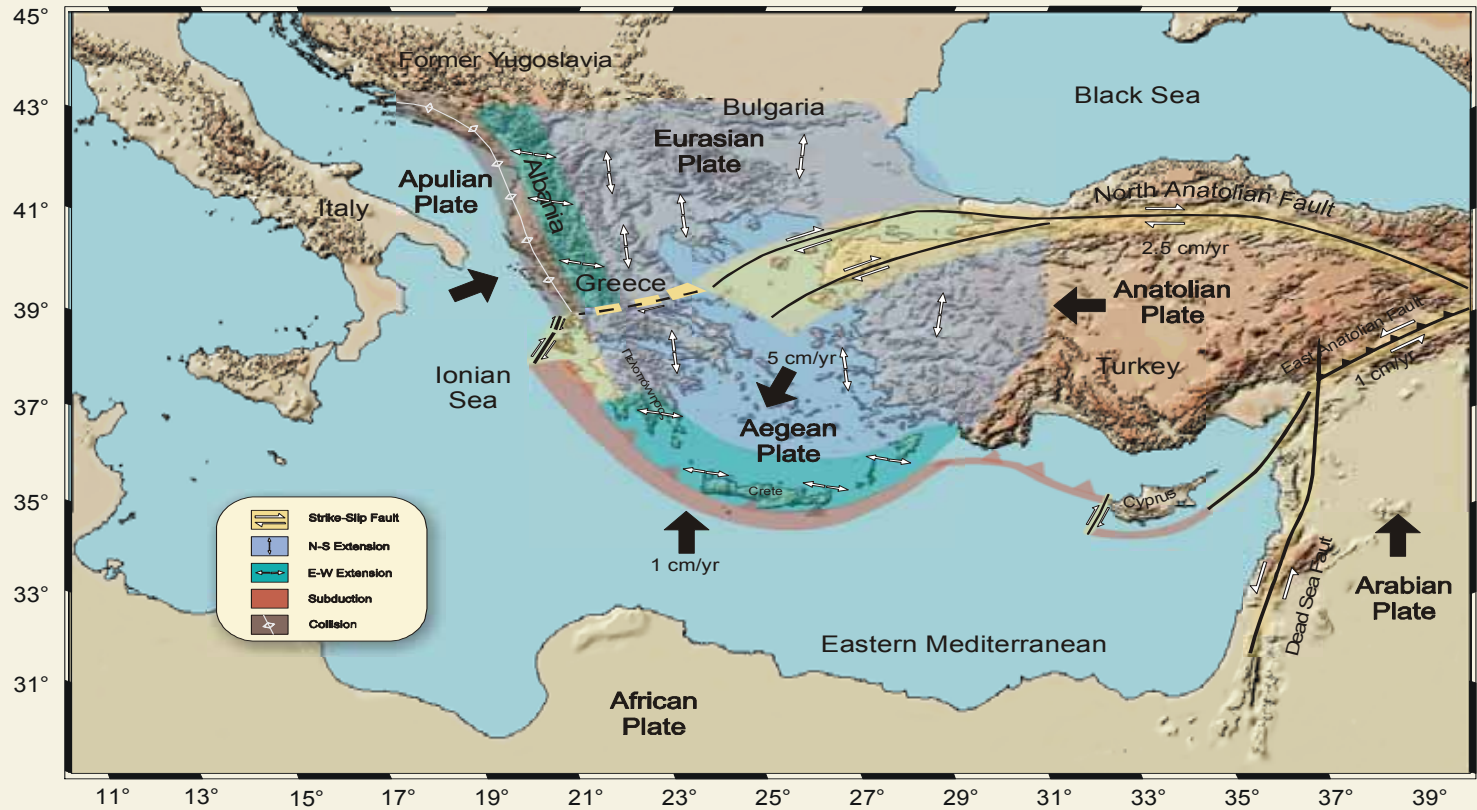 45°
43°
41°
39°
37°
35°
33°
31°
Former Yugoslavia
Bulgaria
Black Sea
Eurasian
Plate
Apulian
Plate
Albania
Italy
North Anatolian Fault
2.5 cm/yr
Greece
Anatolian
Plate
East Anatolian Fault
1 cm/yr
Turkey
5 cm/yr
Ionian
Sea
Πελοπόννησος
Aegean
Plate
Crete
Cyprus
1 cm/yr
Strike-Slip Fault
N-S Extension
E-W Extension
Subduction
Collision
Dead Sea Faut
Arabian
Plate
Eastern Mediterranean
African
Plate
11°
13°
15°
17°
19°
21°
23°
25°
27°
29°
31°
33°
35°
37°
39°